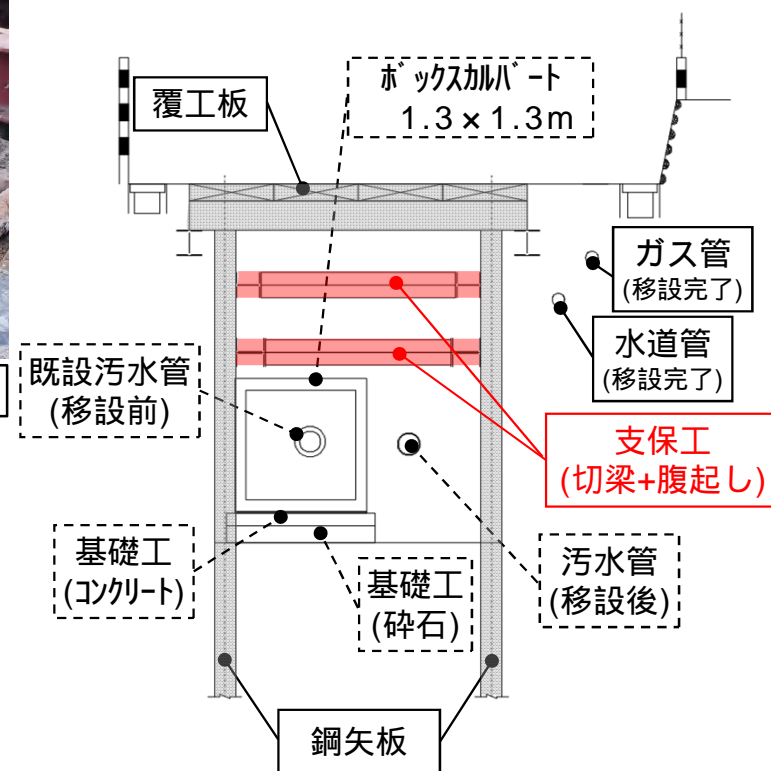 覆工板
ボックスカルバート
1.3×1.3m
ガス管
(移設完了)
水道管
(移設完了)
既設汚水管
(移設前)
支保工
(切梁+腹起し)
基礎工
(コンクリート)
基礎工
(砕石)
汚水管
(移設後)
鋼矢板